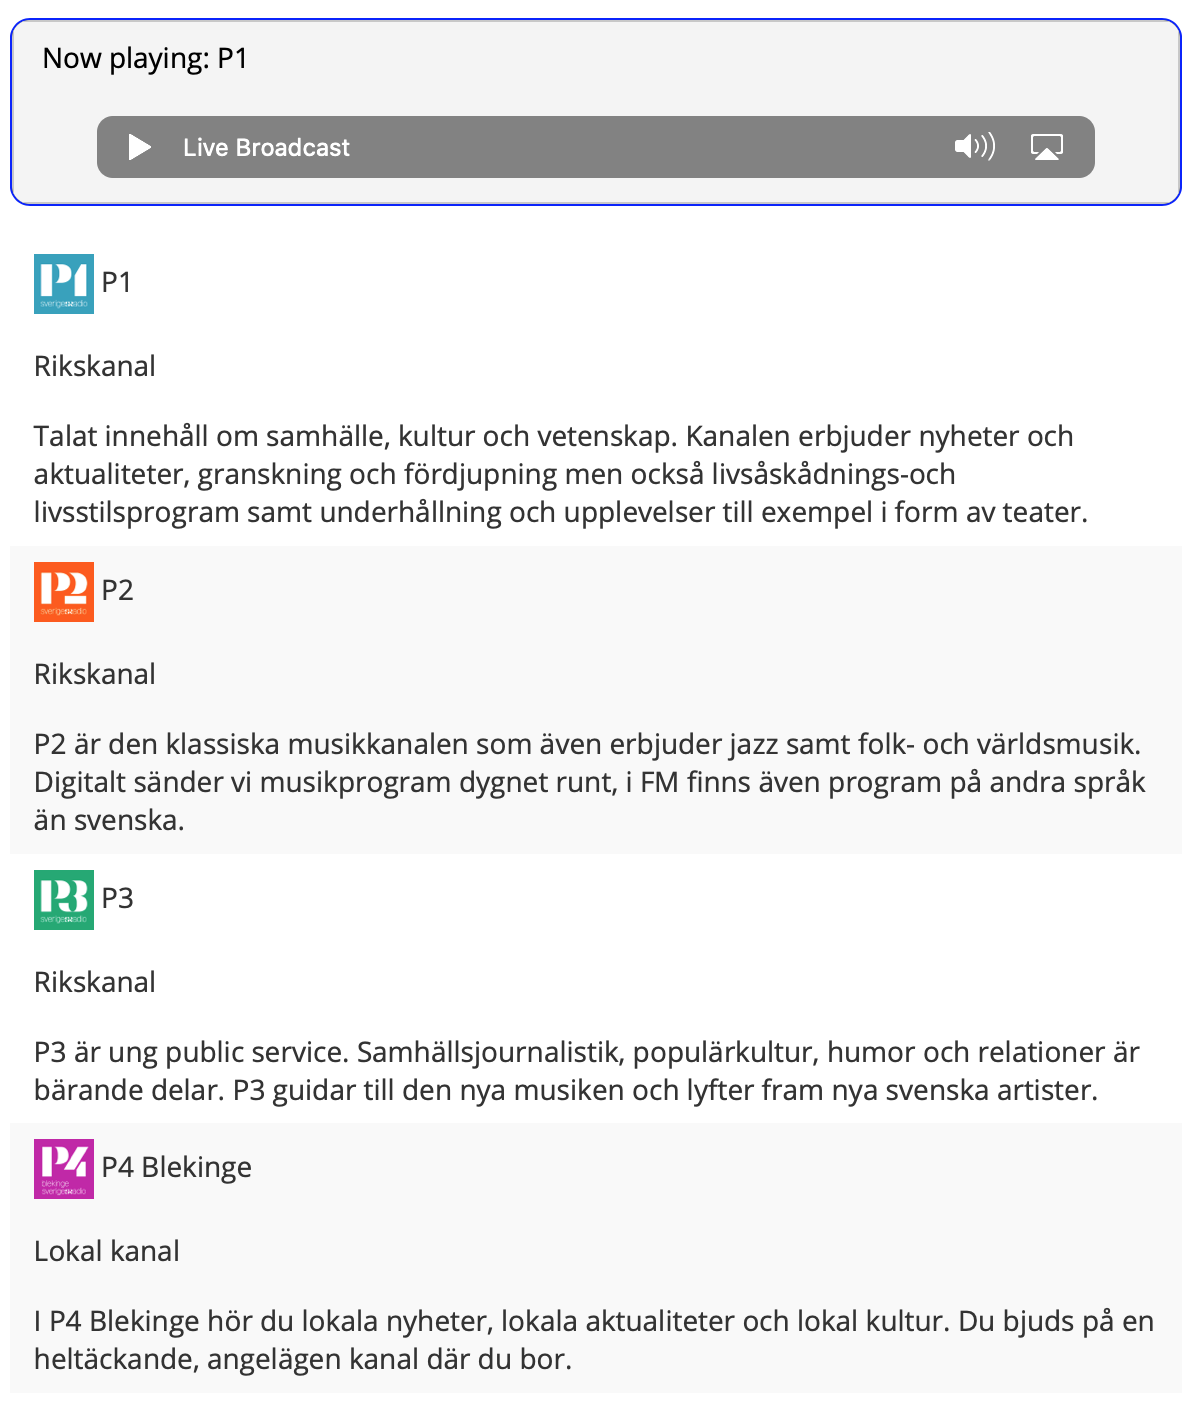 Now playing: P1
Live Broadcast
P1
sverigesradio
P1
Rikskanal
Talat innehåll om samhälle, kultur och vetenskap. Kanalen erbjuder nyheter och
aktualiteter, granskning och fördjupning men också livsåskådnings-och
livsstilsprogram samt underhållning och upplevelser till exempel i form av teater.
P2
sverigesradio
P2
Rikskanal
P2 är den klassiska musikkanalen som även erbjuder jazz samt folk- och världsmusik.
Digitalt sänder vi musikprogram dygnet runt, i FM finns även program på andra språk
än svenska.
P3
sverigesradio
P3
Rikskanal
P3 är ung public service. Samhällsjournalistik, populärkultur, humor och relationer är
bärande delar. P3 guidar till den nya musiken och lyfter fram nya svenska artister.
P4
blekinge
sverigesradio
P4 Blekinge
Lokal kanal
I P4 Blekinge hör du lokala nyheter, lokala aktualiteter och lokal kultur. Du bjuds på en
heltäckande, angelägen kanal där du bor.